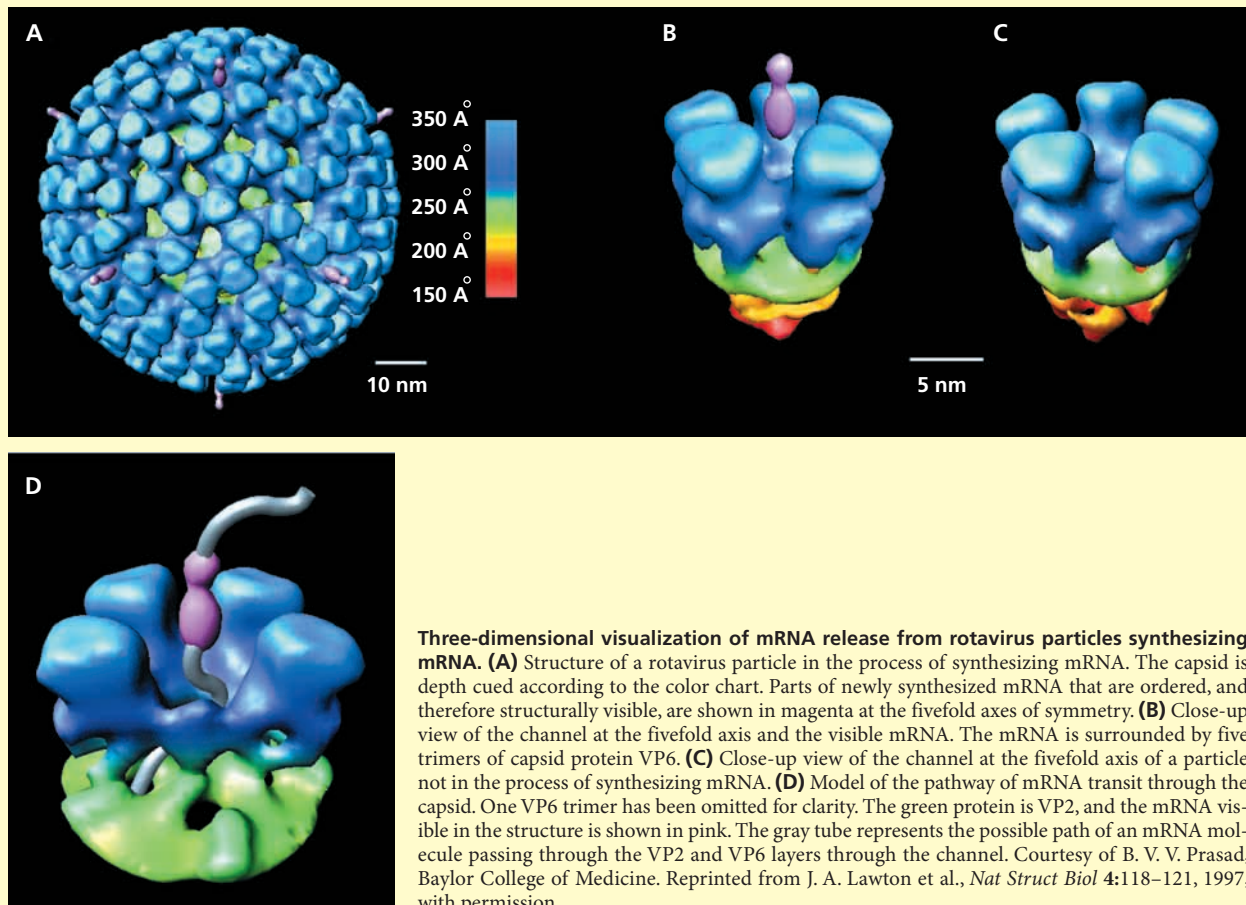 A
B
C
350 Å
300 Å
250 Å
200 Å
150 Å
10 nm
5 nm
D
Three-dimensional visualization of mRNA release from rotavirus particles synthesizing
mRNA. (A) Structure of a rotavirus particle in the process of synthesizing mRNA. The capsid is
depth cued according to the color chart. Parts of newly synthesized mRNA that are ordered, and
therefore structurally visible, are shown in magenta at the fivefold axes of symmetry. (B) Close-up
view of the channel at the fivefold axis and the visible mRNA. The mRNA is surrounded by five
trimers of capsid protein VP6. (C) Close-up view of the channel at the fivefold axis of a particle
not in the process of synthesizing mRNA. (D) Model of the pathway of mRNA transit through the
capsid. One VP6 trimer has been omitted for clarity. The green protein is VP2, and the mRNA vis-
ible in the structure is shown in pink. The gray tube represents the possible path of an mRNA mol-
ecule passing through the VP2 and VP6 layers through the channel. Courtesy of B. V. V. Prasad,
Baylor College of Medicine. Reprinted from J. A. Lawton et al., Nat Struct Biol 4:118–121, 1997,
with permission.